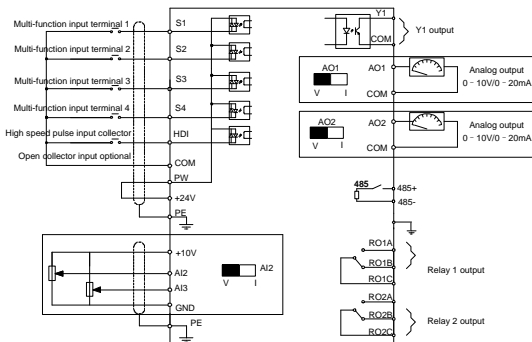 Multi-function input terminal 1
S1
Multi-function input terminal 2
S2
Multi-function input terminal 3
S3
Multi-function input terminal 4
S4
High speed pulse input collector
HDI
Open collector input optional
COM
PW
+24V
PE
+10V
AI2
AI3
GND
PE
AI2
V I
Y1
COM
Y1 output
AO1
V I
AO1
COM
Analog output
0-10V/0-20mA
AO2
V I
AO2
COM
Analog output
0-10V/0-20mA
485
485+
485-
RO1A
RO1B
RO1C
Relay 1 output
RO2A
RO2B
RO2C
Relay 2 output